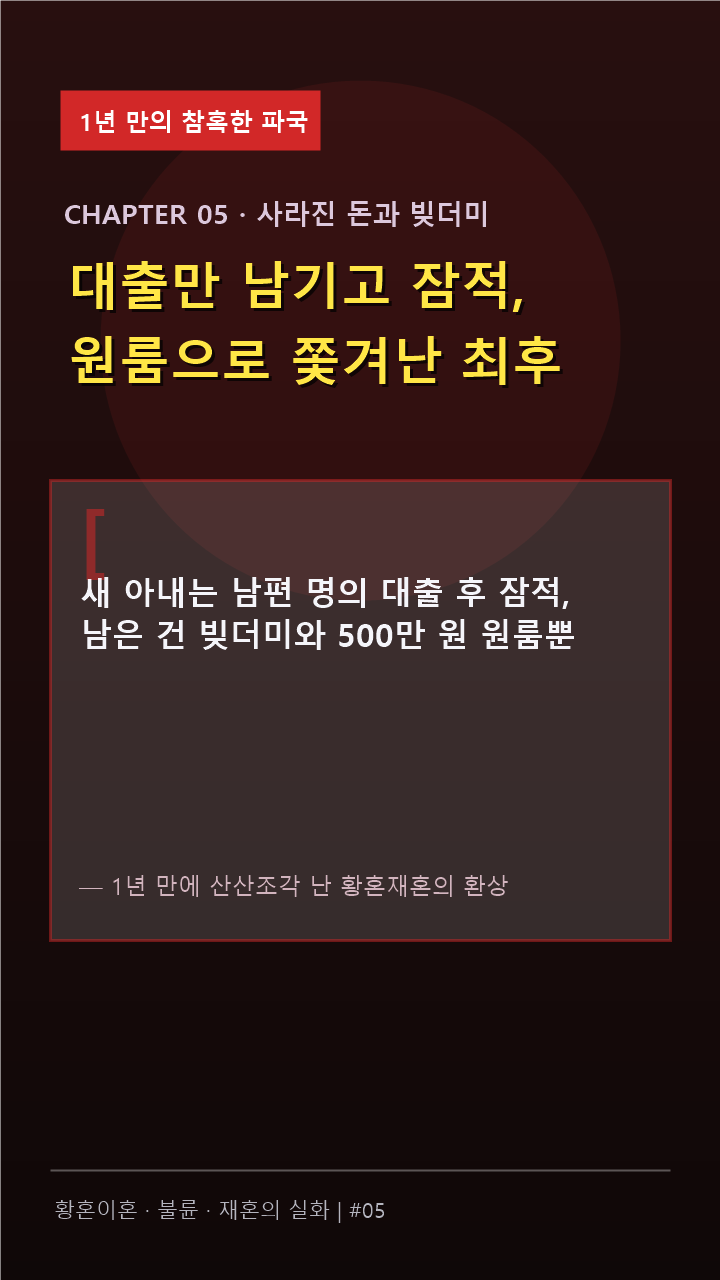 1년 만의 참혹한 파국
CHAPTER 05 · 사라진 돈과 빚더미
대출만 남기고 잠적,
원룸으로 쫓겨난 최후
[
새 아내는 남편 명의 대출 후 잠적,
남은 건 빚더미와 500만 원 원룸뿐
— 1년 만에 산산조각 난 황혼재혼의 환상
황혼이혼 · 불륜 · 재혼의 실화 | #05